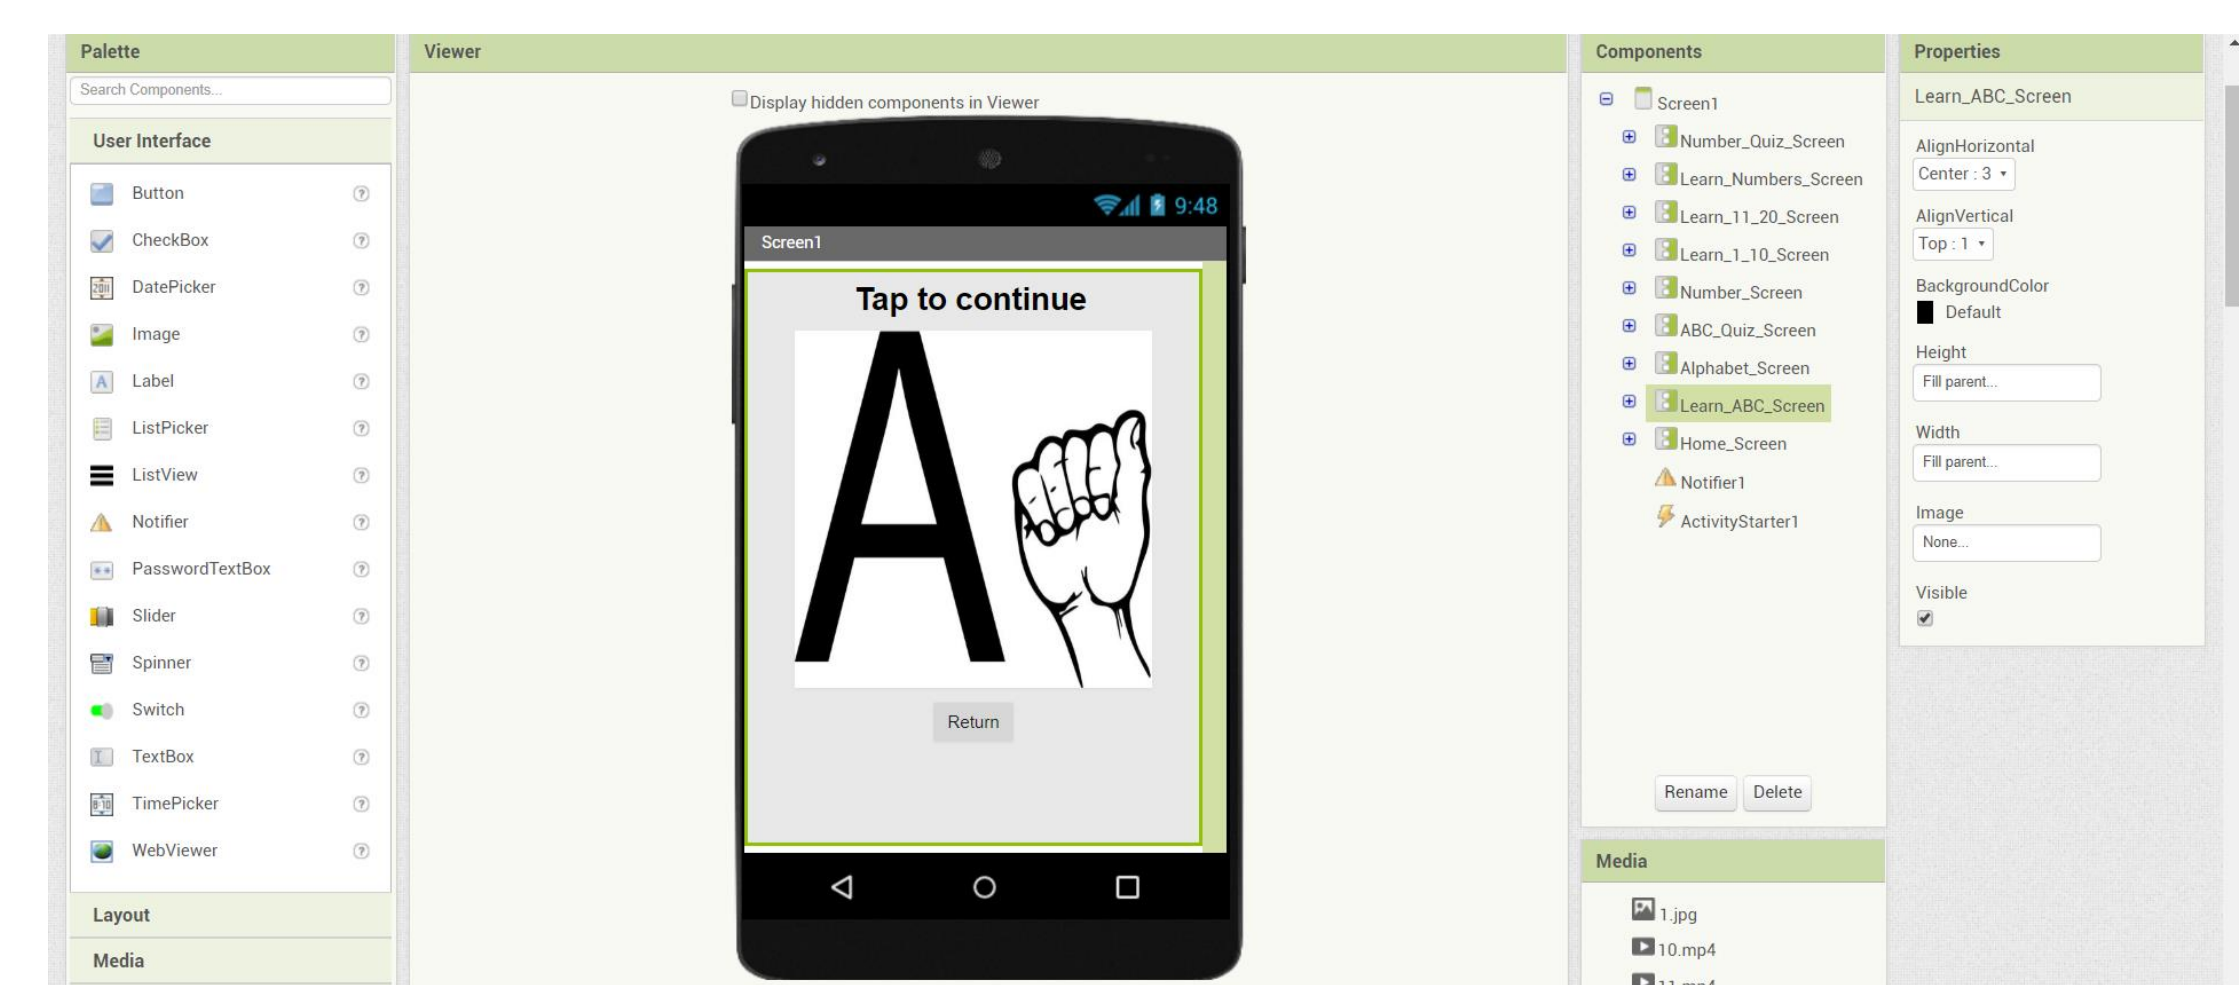 Palette
Search Components...
User Interface
Button
CheckBox
DatePicker
Image
Label
ListPicker
ListView
Notifier
PasswordTextBox
Slider
Spinner
Switch
TextBox
TimePicker
WebViewer
Layout
Media
Viewer
Display hidden components in Viewer
9:48
Screen1
Tap to continue
A
Return
Components
Screen1
Number_Quiz_Screen
Learn_Numbers_Screen
Learn_11_20_Screen
Learn_1_10_Screen
Number_Screen
ABC_Quiz_Screen
Alphabet_Screen
Learn_ABC_Screen
Home_Screen
Notifier1
ActivityStarter1
Rename Delete
Media
1.jpg
10.mp4
11.mp4
Properties
Learn_ABC_Screen
AlignHorizontal
Center : 3
AlignVertical
Top : 1
BackgroundColor
Default
Height
Fill parent...
Width
Fill parent...
Image
None...
Visible